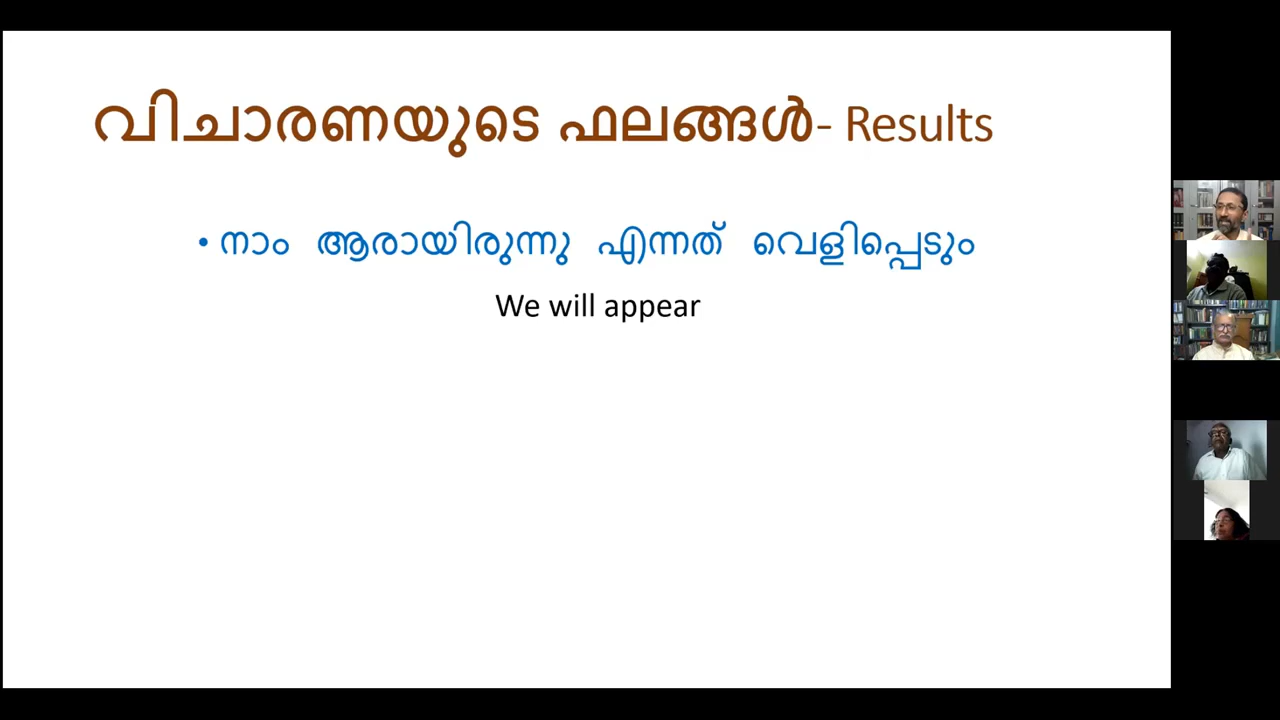 വിചാരണയുടെ ഫലങ്ങൾ- Results
• നാം ആരായിരുന്നു എന്നത് വെളിപ്പെടും
We will appear